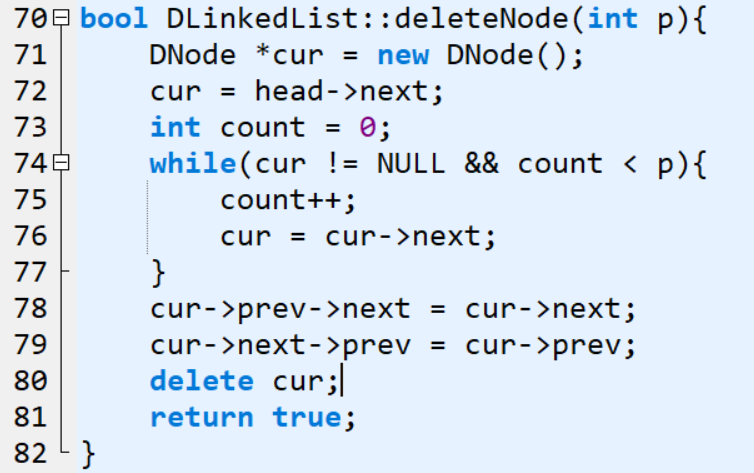 70 bool DLinkedList::deleteNode(int p){
71     DNode *cur = new DNode();
72     cur = head->next;
73     int count = 0;
74     while(cur != NULL && count < p){
75         count++;
76         cur = cur->next;
77     }
78     cur->prev->next = cur->next;
79     cur->next->prev = cur->prev;
80     delete cur;
81     return true;
82 }